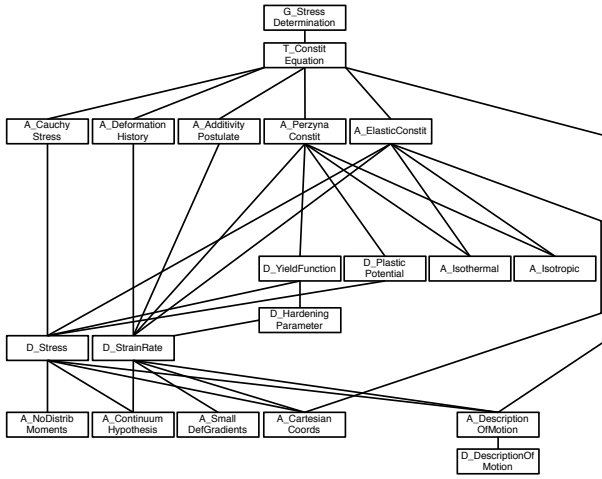 G_Stress
Determination
T_Constit
Equation
A_Cauchy
Stress
A_Deformation
History
A_Additivity
Postulate
A_Perzyna
Constit
A_ElasticConstit
D_YieldFunction
D_Plastic
Potential
A_Isothermal
A_Isotropic
D_Hardening
Parameter
D_Stress
D_StrainRate
A_NoDistrib
Moments
A_Continuum
Hypothesis
A_Small
DefGradients
A_Cartesian
Coords
A_Description
OfMotion
D_DescriptionOf
Motion